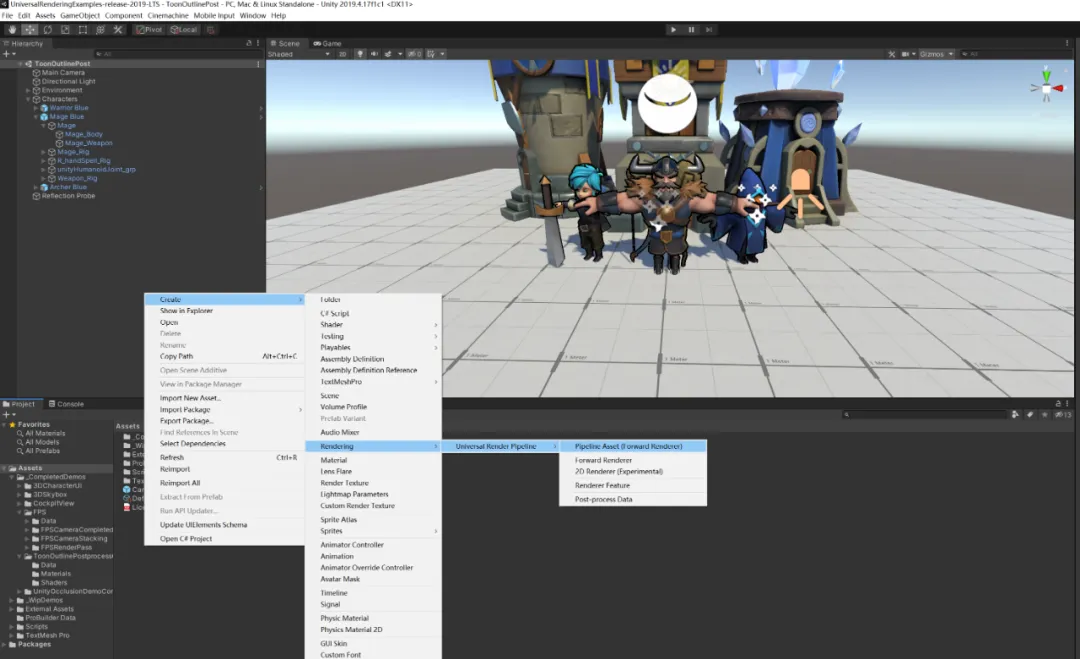 UniversalRenderingExamples-release-2019-LTS - ToonOutlinePost - PC, Mac & Linux Standalone - Unity 2019.4.17f1c1 <DX11>
File Edit Assets GameObject Component Cinemachine Mobile Input Window Help
Pivot Local
Hierarchy
All
ToonOutlinePost
Main Camera
Directional Light
Environment
Characters
Warrior Blue
Mage Blue
Mage
Mage_Body
Mage_Weapon
Mage_Rig
R_handSpell_Rig
unityHumanoidJoint_grp
Weapon_Rig
Archer Blue
Reflection Probe
Scene Game
Shaded 2D Gizmos All
1 Meter
1 Meter
1 Meter
1 Meter
Create
Show in Explorer
Open
Delete
Rename
Copy Path Alt+Ctrl+C
Open Scene Additive
View in Package Manager
Import New Asset...
Import Package
Export Package...
Find References In Scene
Select Dependencies
Refresh Ctrl+R
Reimport
Reimport All
Extract From Prefab
Run API Updater...
Update UIElements Schema
Open C# Project
Folder
C# Script
Shader
Testing
Playables
Assembly Definition
Assembly Definition Reference
TextMeshPro
Scene
Volume Profile
Prefab Variant
Audio Mixer
Rendering
Material
Lens Flare
Render Texture
Lightmap Parameters
Custom Render Texture
Sprite Atlas
Sprites
Animator Controller
Animation
Animator Override Controller
Avatar Mask
Timeline
Signal
Physic Material
Physics Material 2D
GUI Skin
Custom Font
Universal Render Pipeline
Pipeline Asset (Forward Renderer)
Forward Renderer
2D Renderer (Experimental)
Renderer Feature
Post-process Data
Project Console
13
Favorites
All Materials
All Models
All Prefabs
Assets
_CompletedDemos
3DCharacterUI
3DSkybox
CockpitView
FPS
Data
FPSCameraCompleted
FPSCameraStacking
FPSRenderPass
ToonOutlinePostprocess
Data
Materials
Shaders
UnityOcclusionDemoCor
_WipDemos
External Assets
ProBuilder Data
Scripts
TextMesh Pro
Packages
Assets